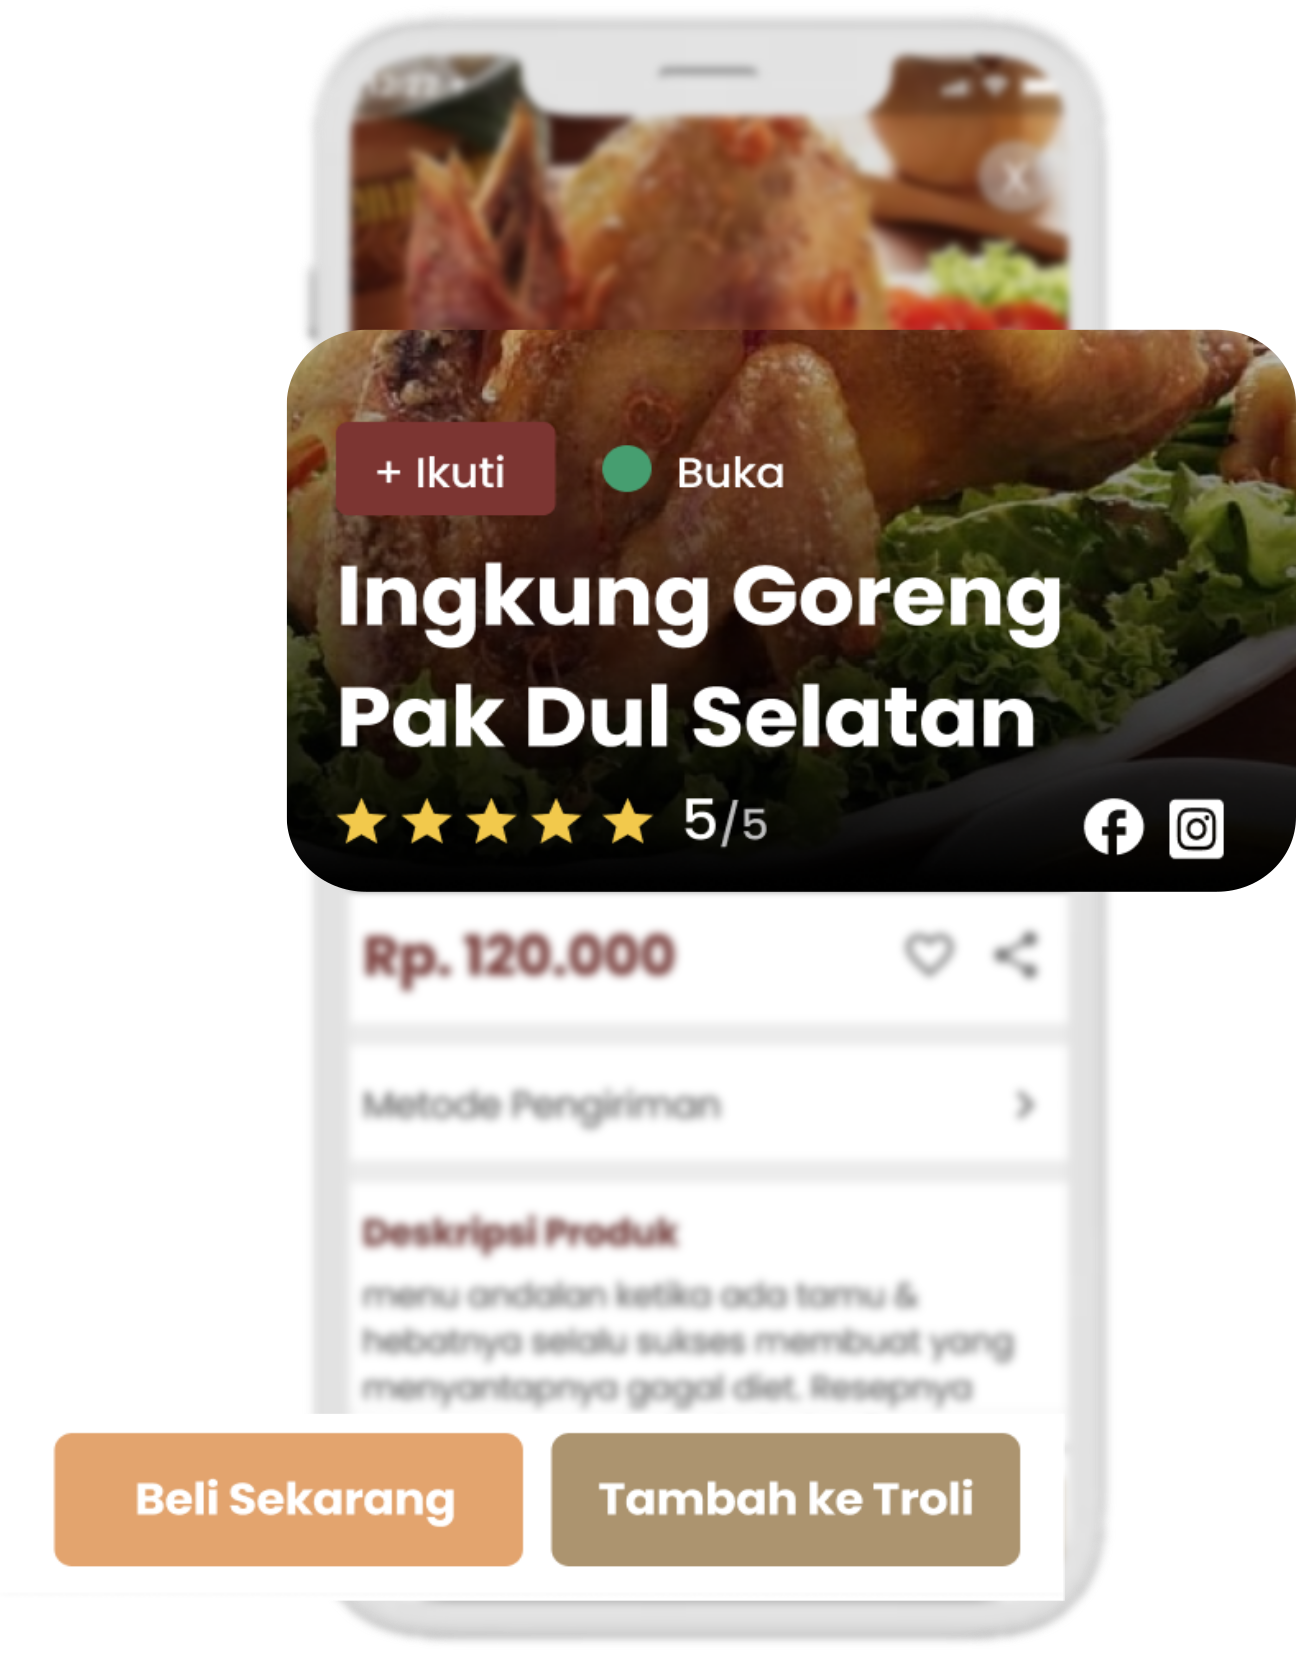 X
+ Ikuti
Buka
Ingkung Goreng
Pak Dul Selatan
5/5
Rp. 120.000
Metode Pengiriman
Deskripsi Produk
menu andalan ketika ada tamu &
hebatnya selalu sukses membuat yang
menyantapnya gagal diet. Resepnya
Beli Sekarang
Tambah ke Troli